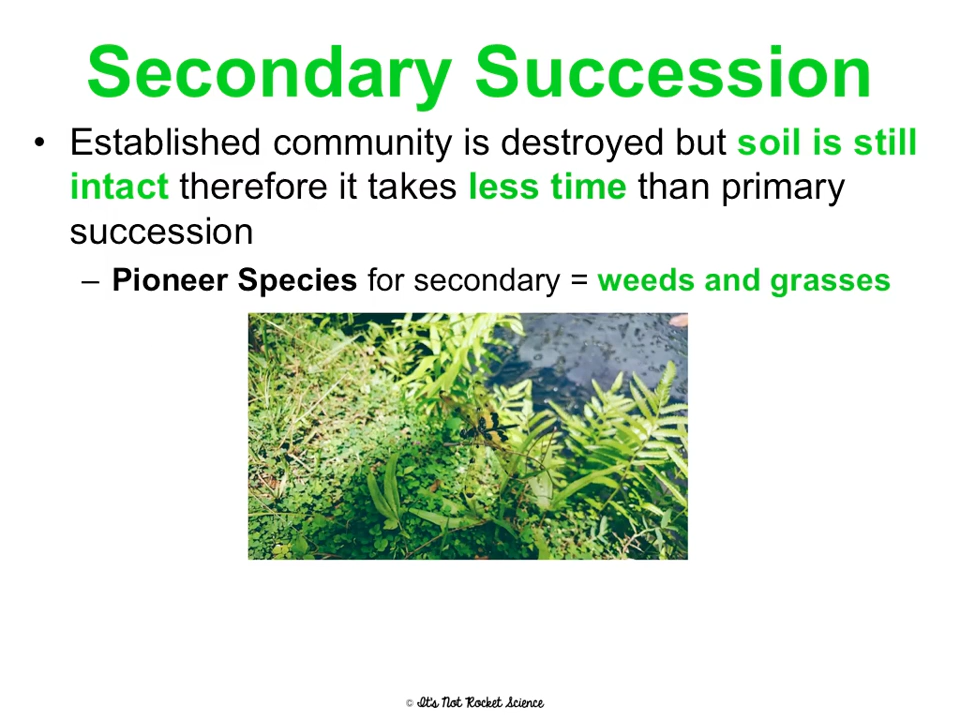 Secondary Succession
• Established community is destroyed but soil is still
intact therefore it takes less time than primary
succession
– Pioneer Species for secondary = weeds and grasses
© It's Not Rocket Science